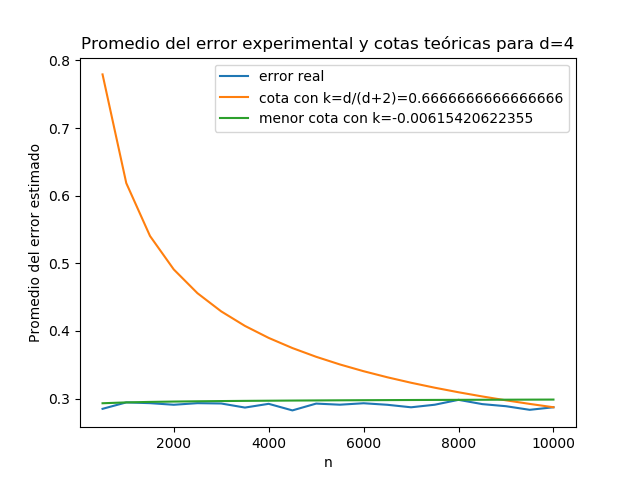 Promedio del error experimental y cotas teóricas para d=4
error real
cota con k=d/(d+2)=0.6666666666666666
menor cota con k=-0.00615420622355
Promedio del error estimado
0.8
0.7
0.6
0.5
0.4
0.3
2000
4000
6000
8000
10000
n